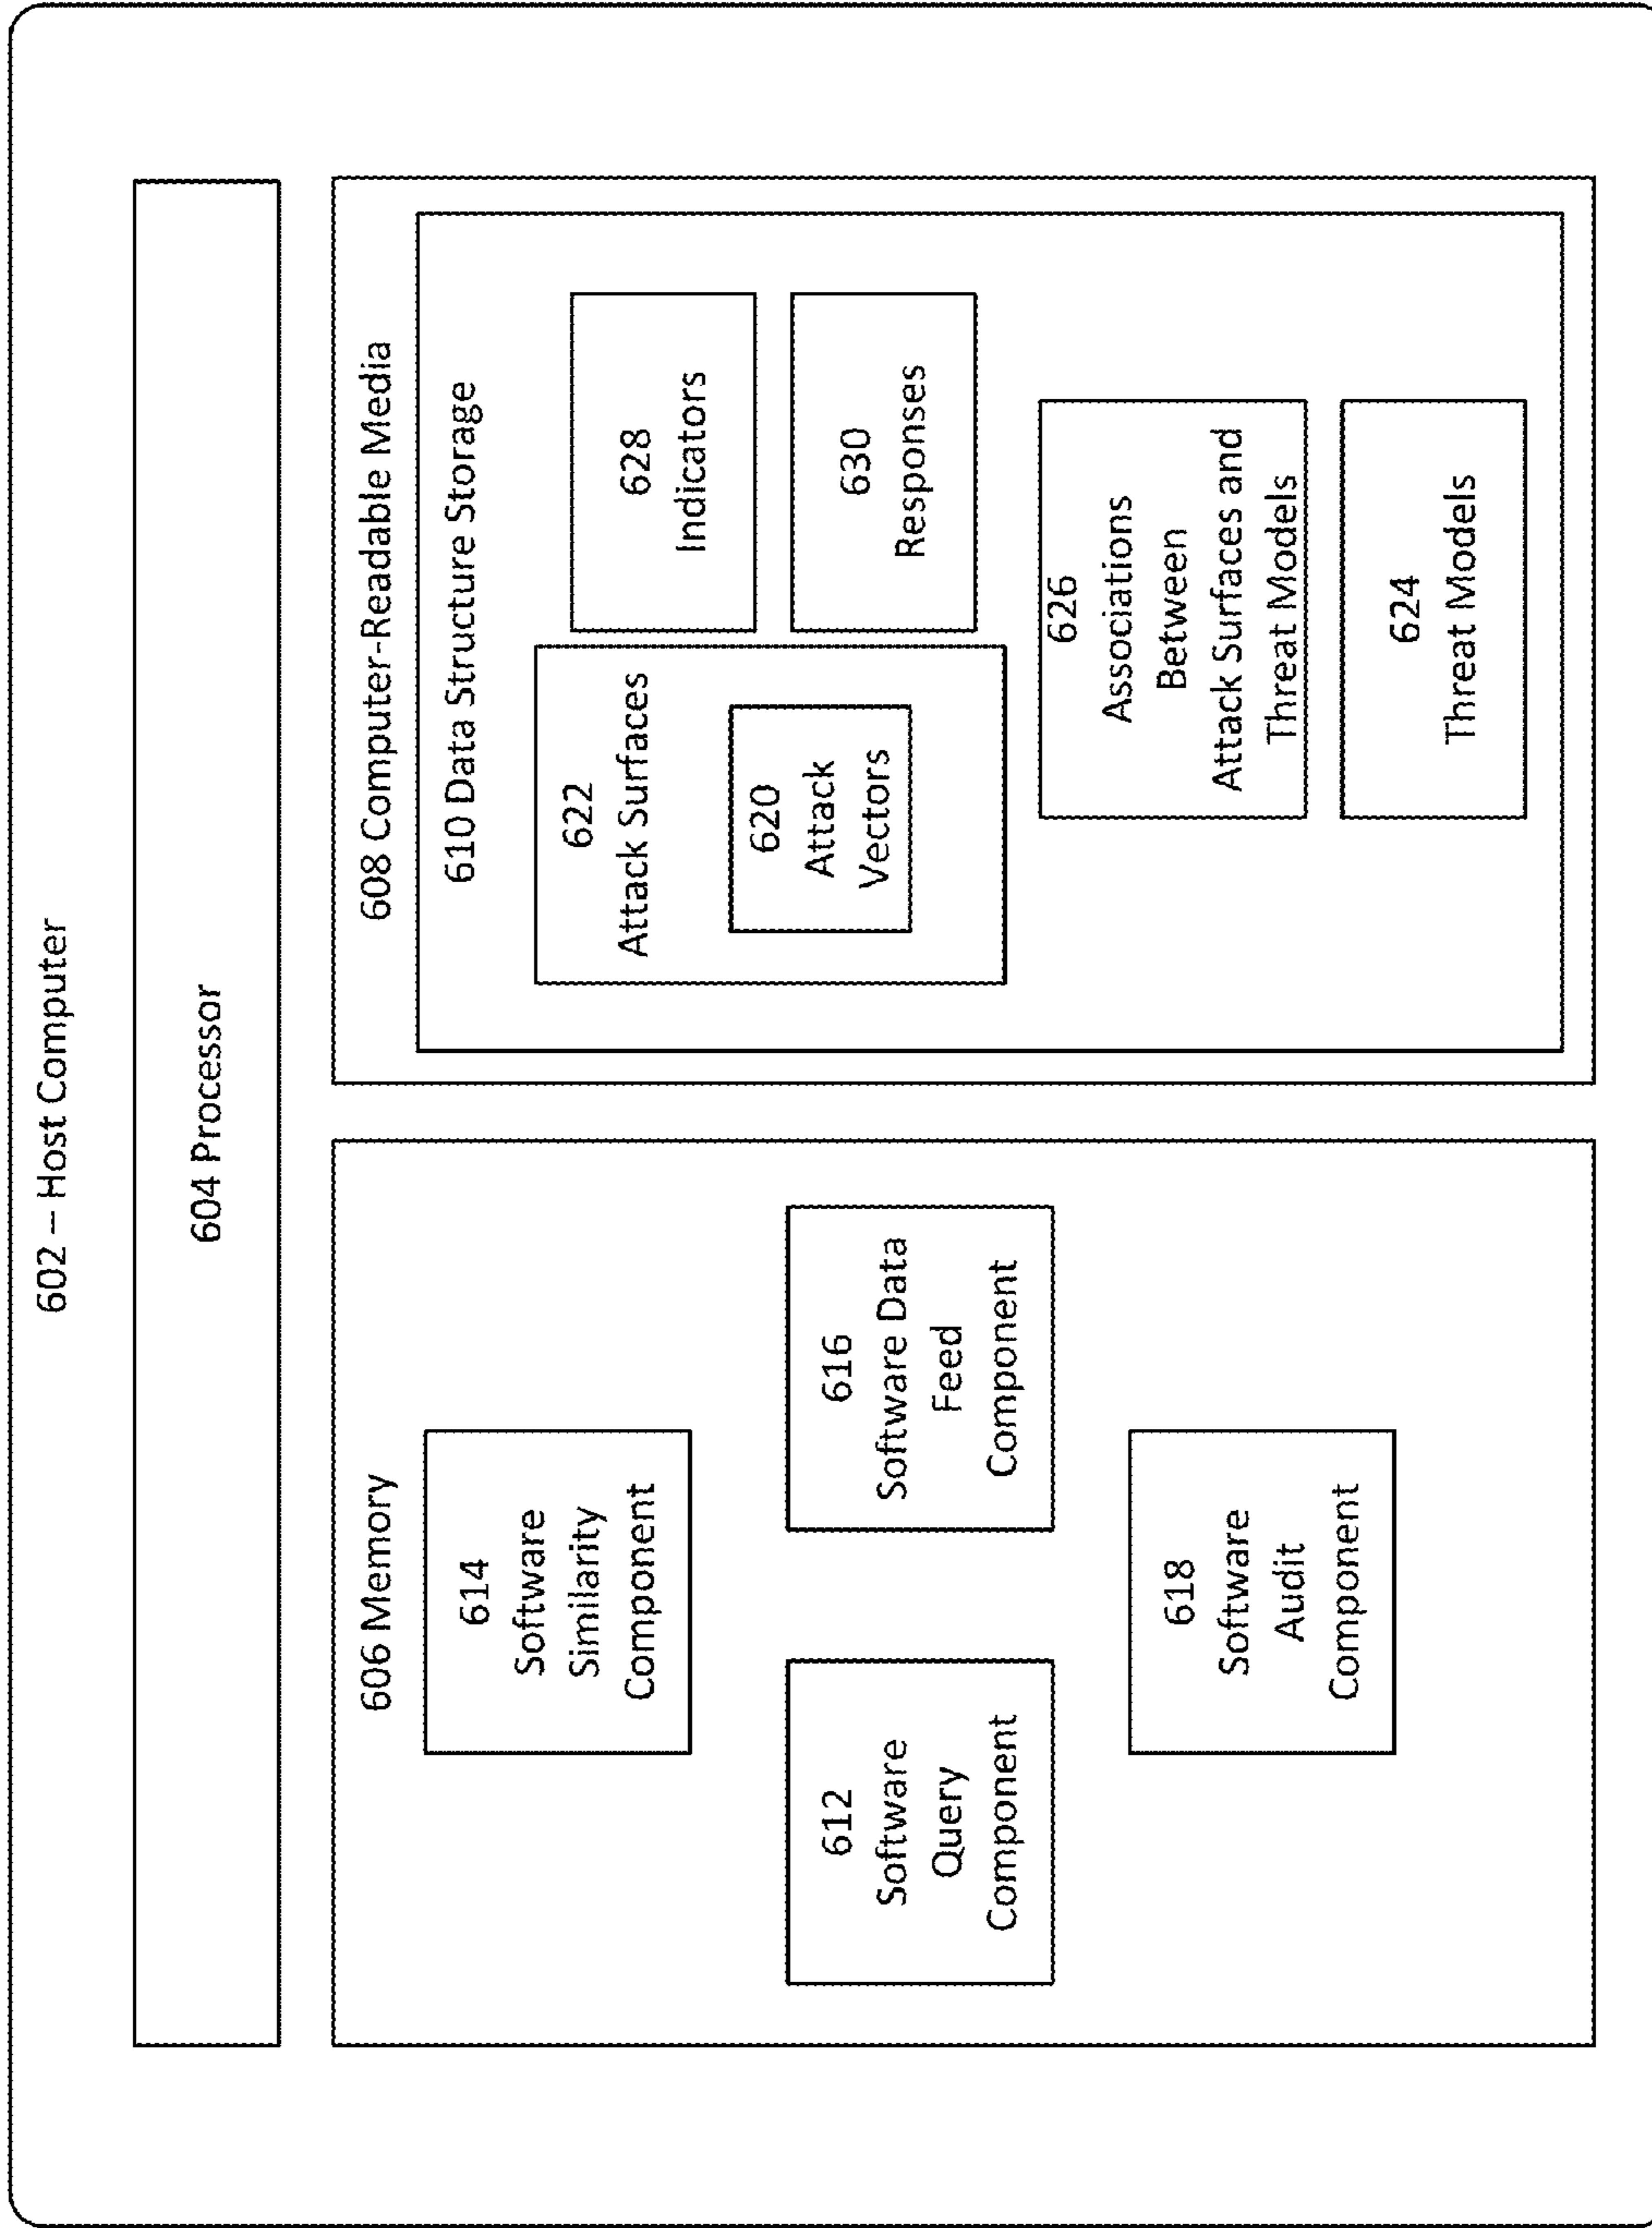 602 – Host Computer
604 Processor
606 Memory
614
Software
Similarity
Component
612
Software
Query
Component
616
Software Data
Feed
Component
618
Software
Audit
Component
608 Computer-Readable Media
610 Data Structure Storage
622
Attack Surfaces
620
Attack
Vectors
628
Indicators
630
Responses
626
Associations
Between
Attack Surfaces and
Threat Models
624
Threat Models